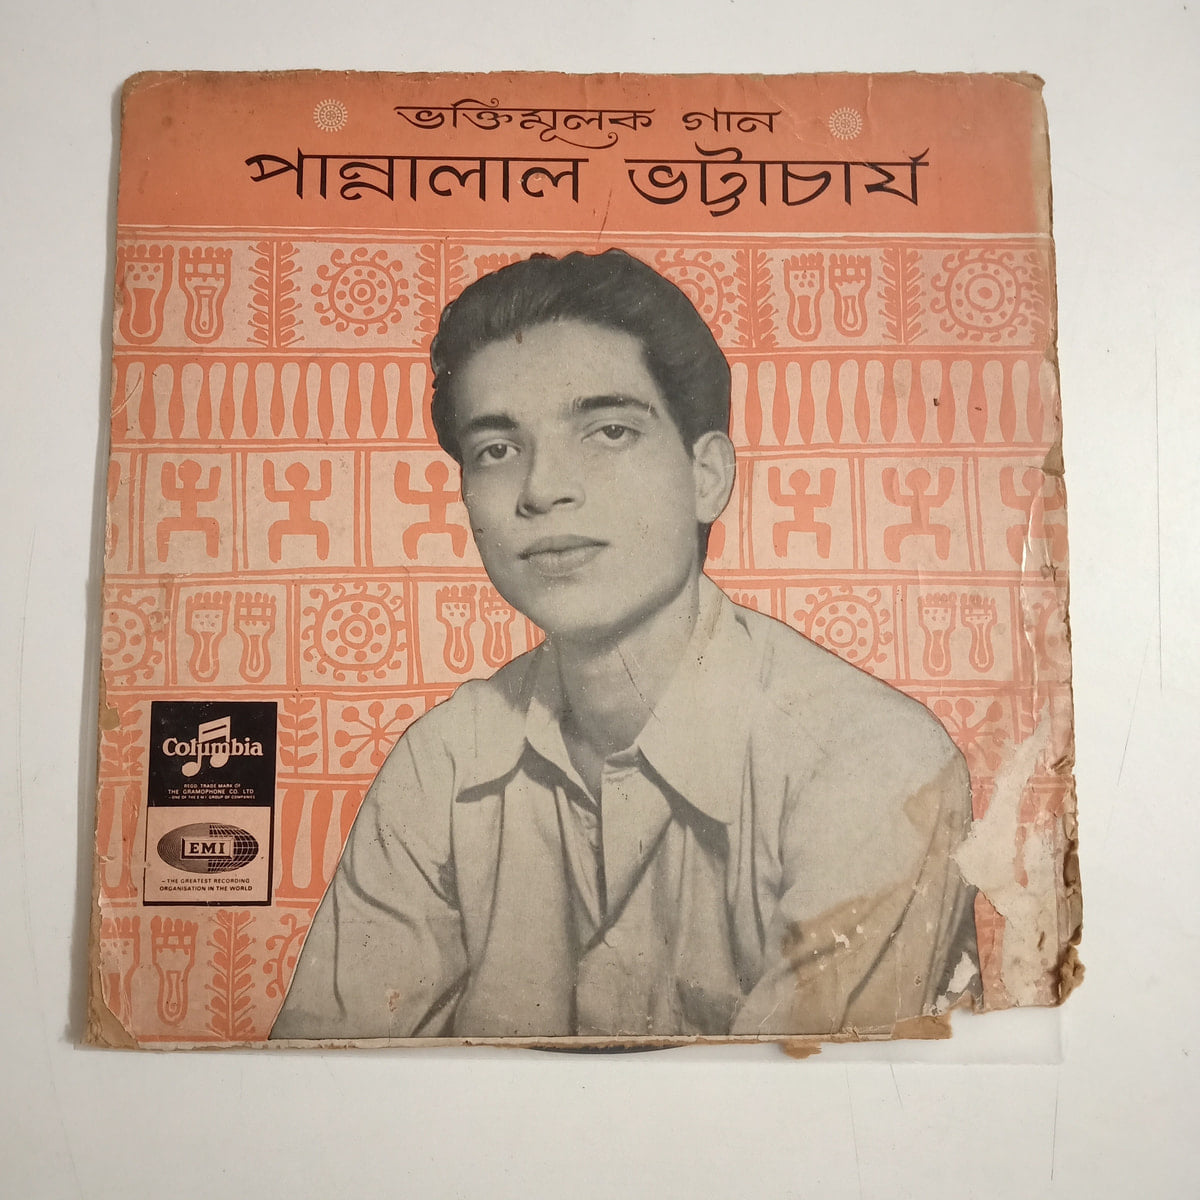 ভক্তিমূলক গান
পান্নালাল ভট্টাচার্য
Columbia
REGD. TRADE MARK OF
THE GRAMOPHONE CO. LTD
—ONE OF THE E.M.I. GROUP OF COMPANIES
EMI
—THE GREATEST RECORDING
ORGANISATION IN THE WORLD